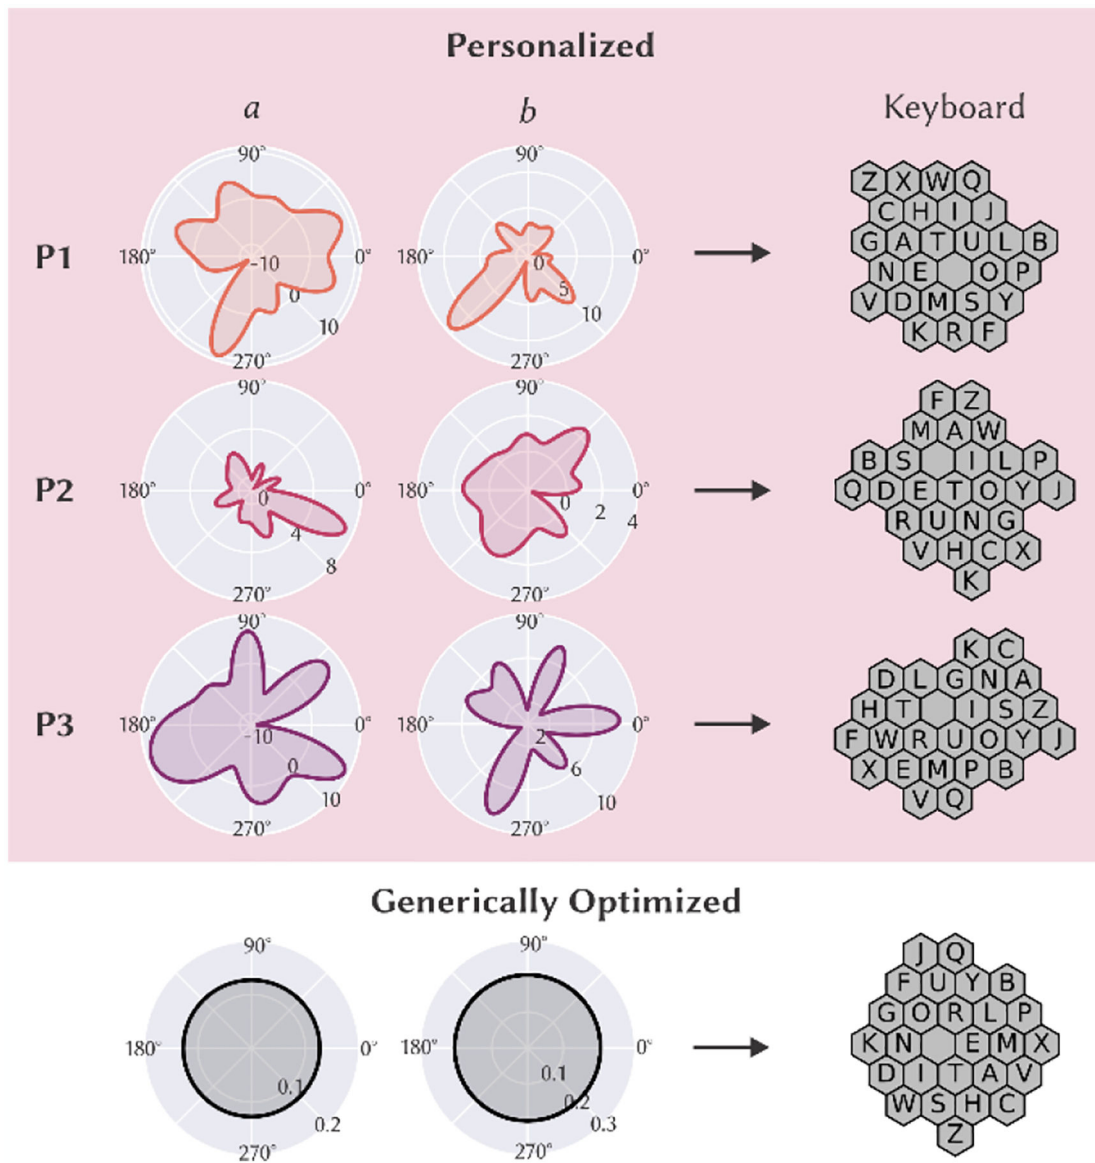 Personalized
a b Keyboard
P1
90° 180° 0° 270° -10 0 10
90° 180° 0° 270° 0 5 10
Z X W Q
C H I J
G A T U L B
N E O P
V D M S Y
K R F
P2
90° 180° 0° 270° 0 4 8
90° 180° 0° 270° 0 2 4
F Z
M A W
B S I L P
Q D E T O Y J
R U N G
V H C X
K
P3
90° 180° 0° 270° -10 0 10
90° 180° 0° 270° 2 6 10
K C
D L G N A
H T I S Z
F W R U O Y J
X E M P B
V Q
Generically Optimized
90° 180° 0° 270° 0.1 0.2
90° 180° 0° 270° 0.1 0.2 0.3
J Q
F U Y B
G O R L P
K N E M X
D I T A V
W S H C
Z